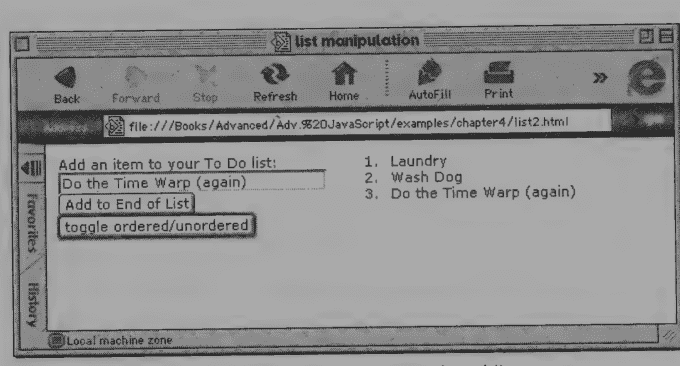 list manipulation
Back Forward Stop Refresh Home AutoFill Print »
file:///Books/Advanced/Adv.%20JavaScript/examples/chapter4/list2.html
Add an item to your To Do list:
Do the Time Warp (again)
Add to End of List
toggle ordered/unordered
1. Laundry
2. Wash Dog
3. Do the Time Warp (again)
Favorites
History
Local machine zone